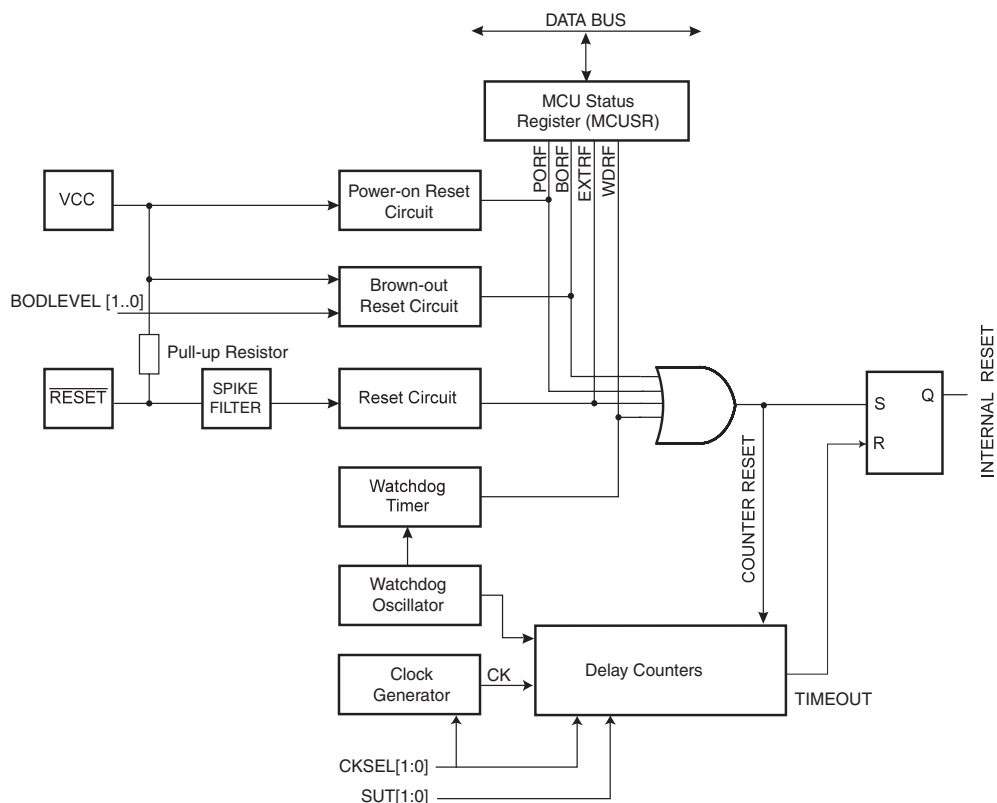 DATA BUS
MCU Status
Register (MCUSR)
PORF
BORF
EXTRF
WDRF
VCC
Power-on Reset
Circuit
Brown-out
Reset Circuit
BODLEVEL [1..0]
Pull-up Resistor
RESET
SPIKE
FILTER
Reset Circuit
S
Q
R
INTERNAL RESET
COUNTER RESET
Watchdog
Timer
Watchdog
Oscillator
Clock
Generator
CK
Delay Counters
TIMEOUT
CKSEL[1:0]
SUT[1:0]